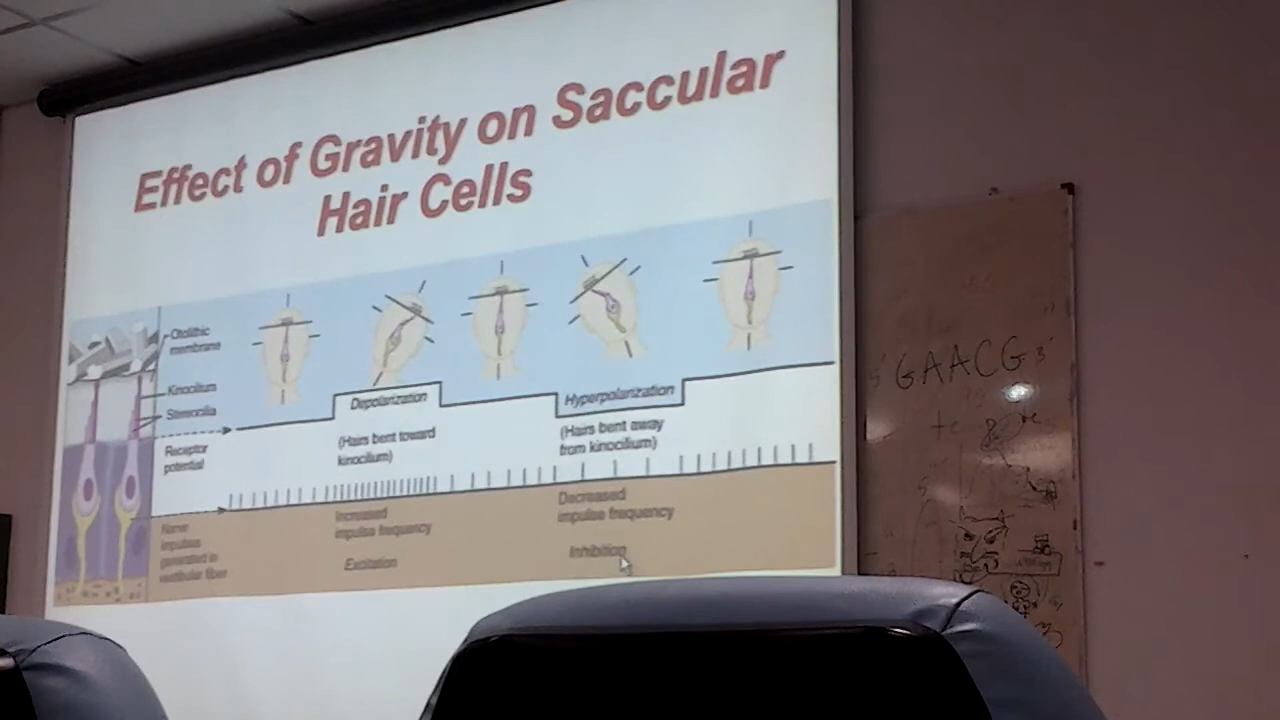 Effect of Gravity on Saccular
Hair Cells
Otolithic
membrane
Kinocilium
Stereocilia
Receptor
potential
Depolarization
(Hairs bent toward
kinocilium)
Hyperpolarization
(Hairs bent away
from kinocilium)
Nerve
impulses
generated in
vestibular fiber
Increased
impulse frequency
Excitation
Decreased
impulse frequency
Inhibition
5' GAACG 3'